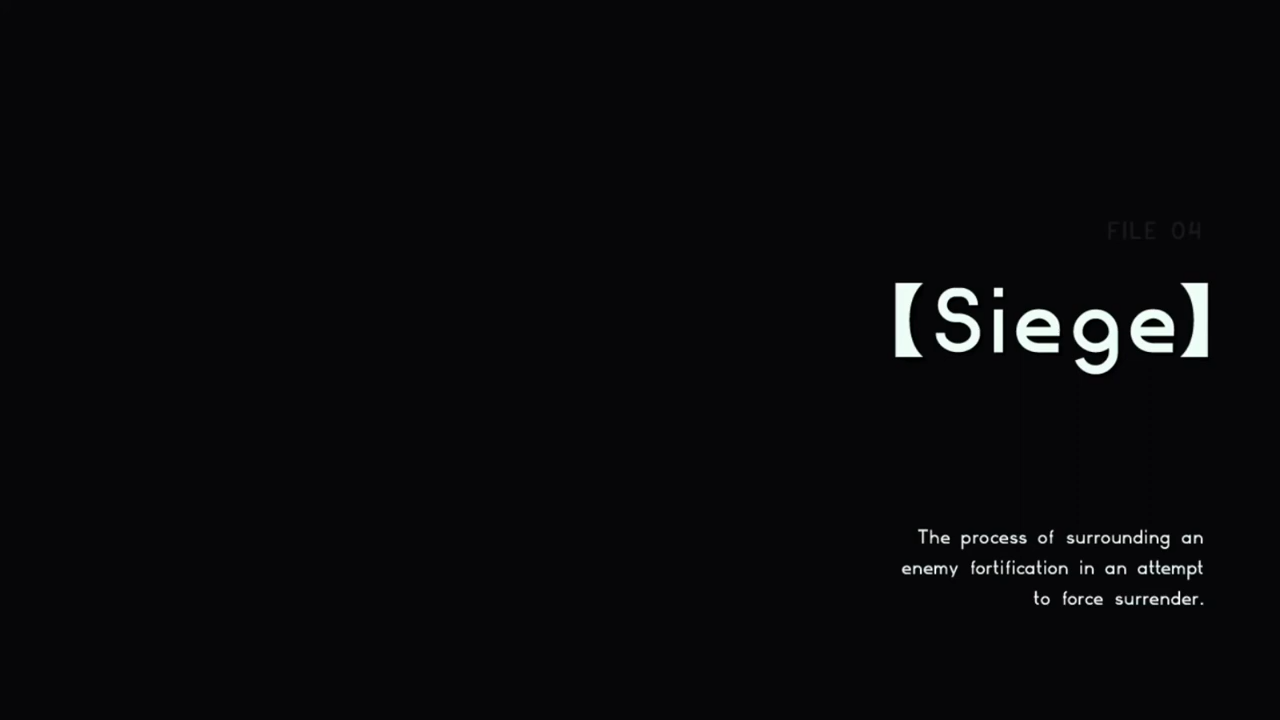 FILE 04
【Siege】
The process of surrounding an
enemy fortification in an attempt
to force surrender.